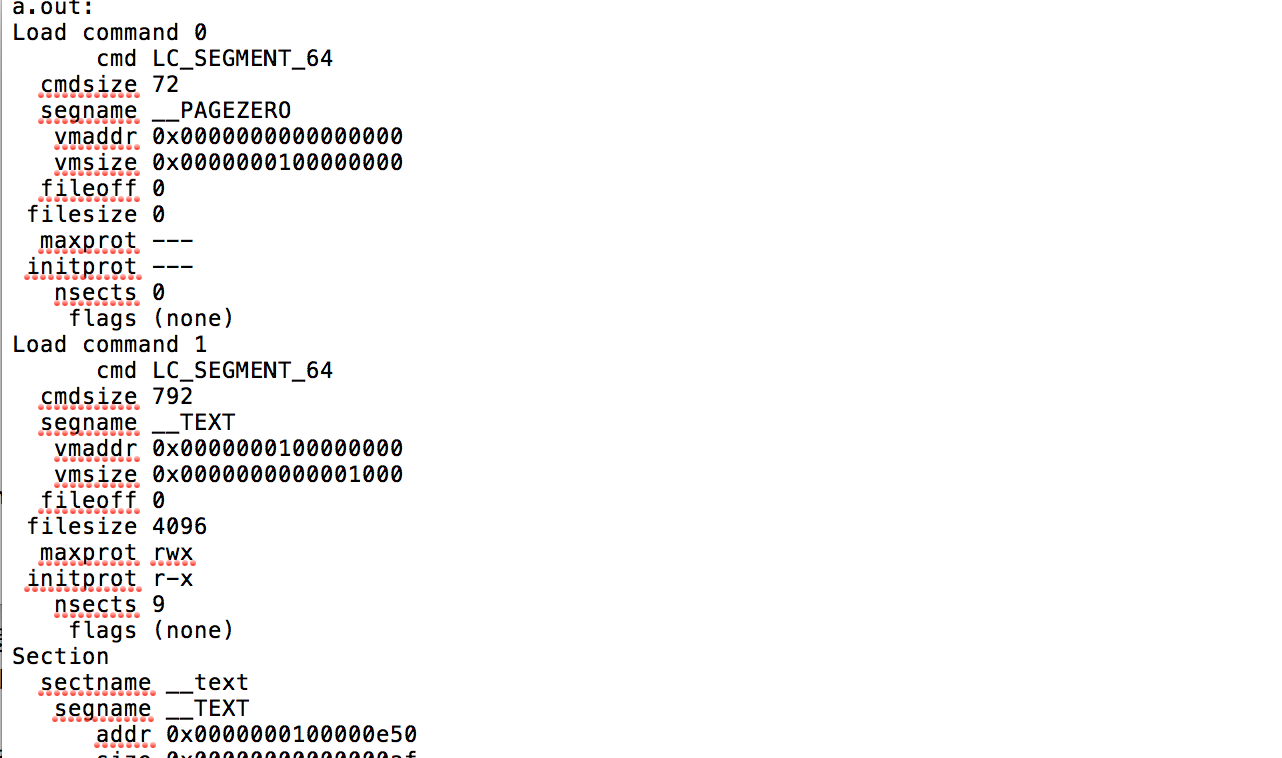 a.out:
Load command 0
cmd LC_SEGMENT_64
cmdsize 72
segname __PAGEZERO
vmaddr 0x0000000000000000
vmsize 0x0000000100000000
fileoff 0
filesize 0
maxprot ---
initprot ---
nsects 0
flags (none)
Load command 1
cmd LC_SEGMENT_64
cmdsize 792
segname __TEXT
vmaddr 0x0000000100000000
vmsize 0x0000000000001000
fileoff 0
filesize 4096
maxprot rwx
initprot r-x
nsects 9
flags (none)
Section
sectname __text
segname __TEXT
addr 0x0000000100000e50
size 0x00000000000000af